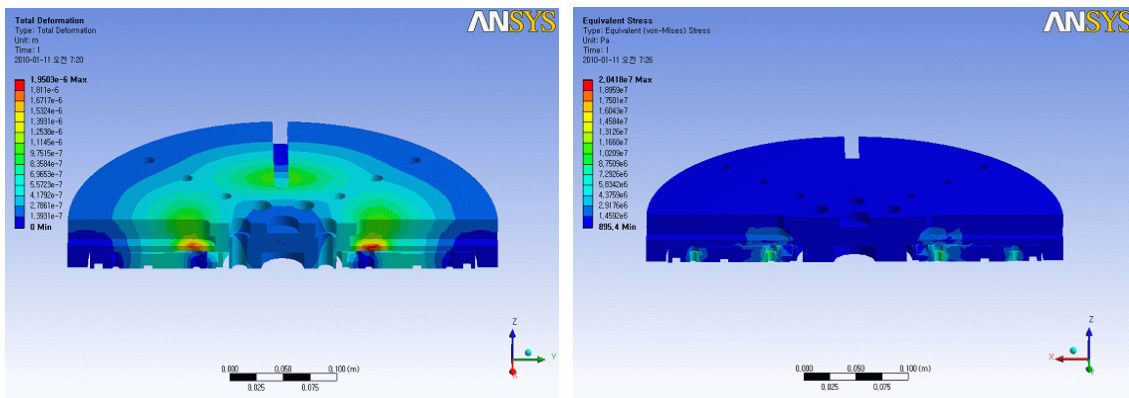 Total Deformation
Type: Total Deformation
Unit: m
Time: 1
2010-01-11 오전 7:20
ANSYS
1,9503e-6 Max
1,811e-6
1,6717e-6
1,5324e-6
1,3931e-6
1,2538e-6
1,1145e-6
9,7515e-7
8,3584e-7
6,9653e-7
5,5723e-7
4,1792e-7
2,7861e-7
1,3931e-7
0 Min
Z
Y
X
0,000
0,050
0,100 (m)
0,025
0,075
Equivalent Stress
Type: Equivalent (von-Mises) Stress
Unit: Pa
Time: 1
2010-01-11 오전 7:26
ANSYS
2,0418e7 Max
1,8959e7
1,7501e7
1,6043e7
1,4584e7
1,3126e7
1,1668e7
1,0209e7
8,7509e6
7,2926e6
5,8342e6
4,3759e6
2,9176e6
1,4592e6
895,4 Min
Z
X
Y
0,000
0,050
0,100 (m)
0,025
0,075